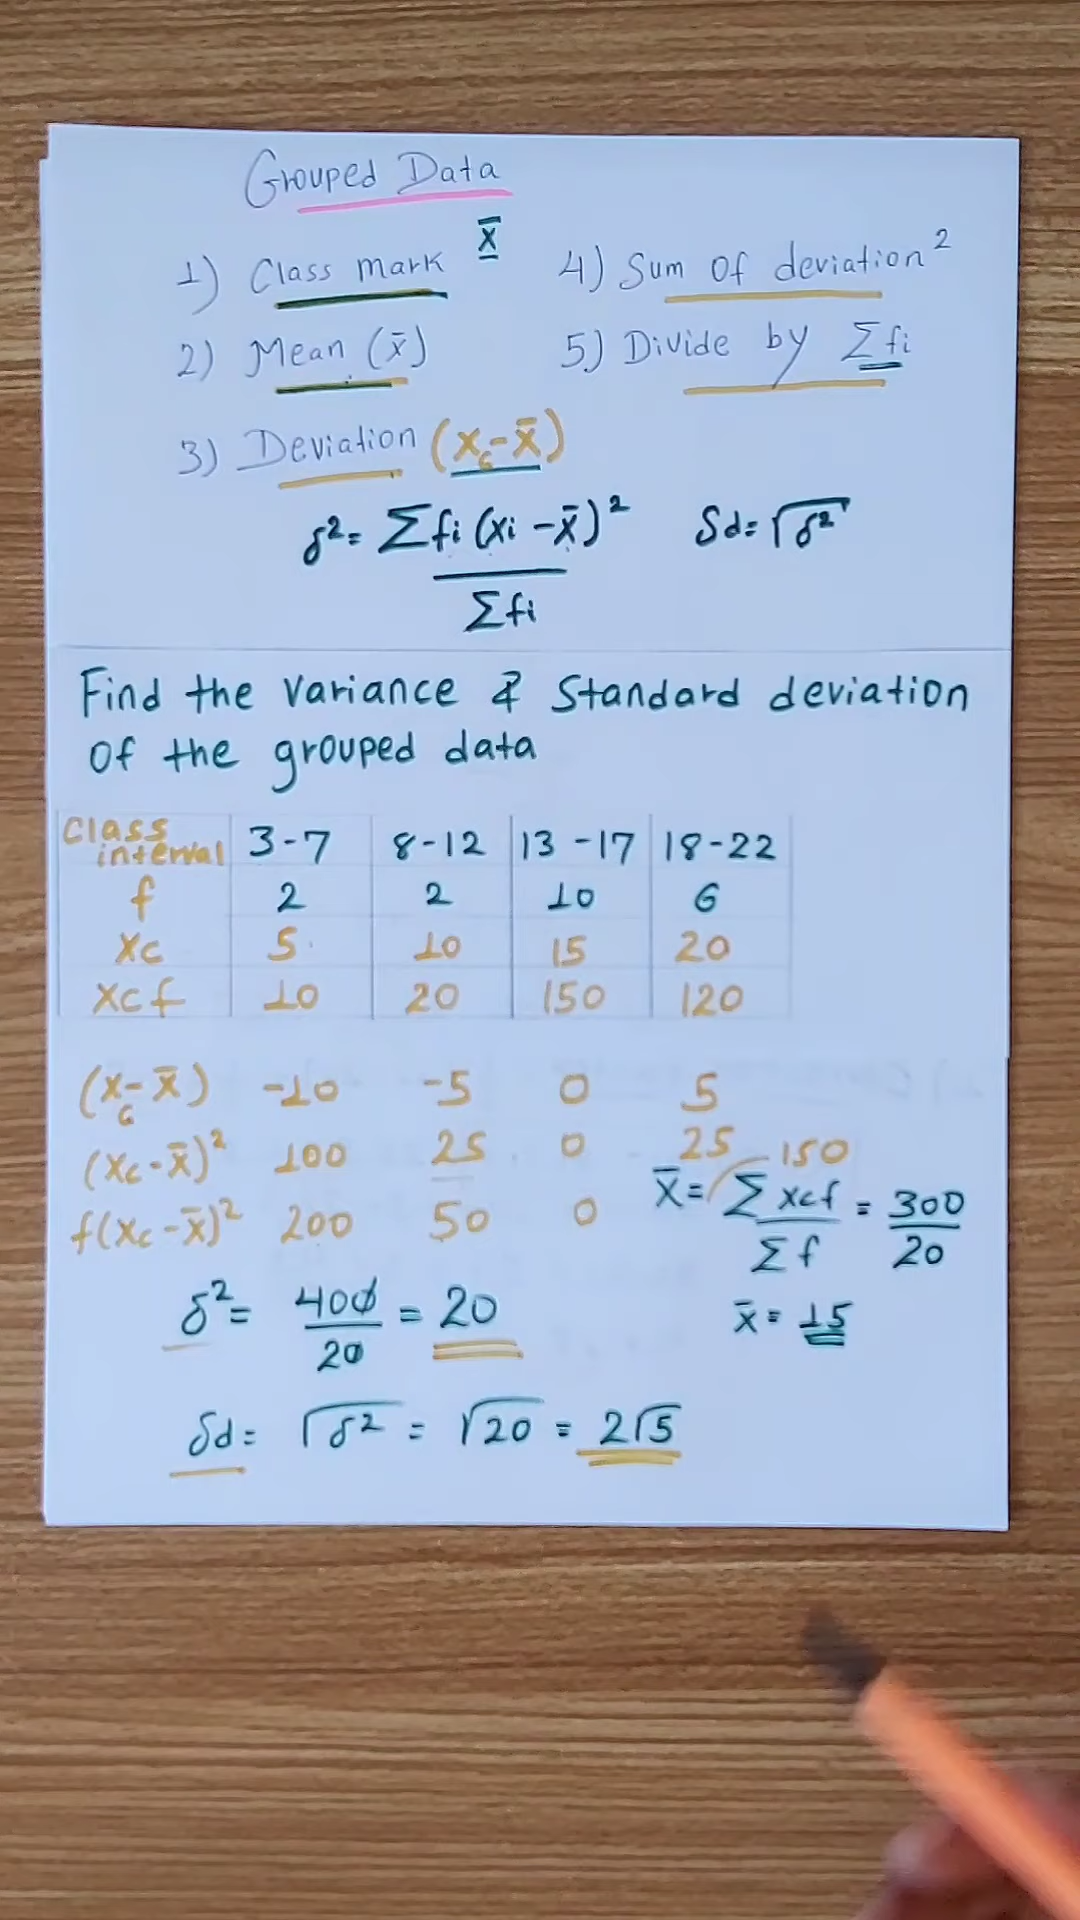 Grouped Data
1) Class mark x̄
2) Mean (x̄)
3) Deviation (xc-x̄)
4) Sum of deviation²
5) Divide by Σfi
δ²= Σfi (xi-x̄)²
Σfi
Sd= √δ²
Find the variance & Standard deviation
of the grouped data
Class interval 3-7 8-12 13-17 18-22
f 2 2 10 6
xc 5 10 15 20
xcf 10 20 150 120
(xc-x̄) -10 -5 0 5
(xc-x̄)² 100 25 0 25
f(xc-x̄)² 200 50 0 150
x̄= Σxcf = 300
Σf 20
x̄= 15
δ²= 400 = 20
20
δd= √δ² = √20 = 2√5